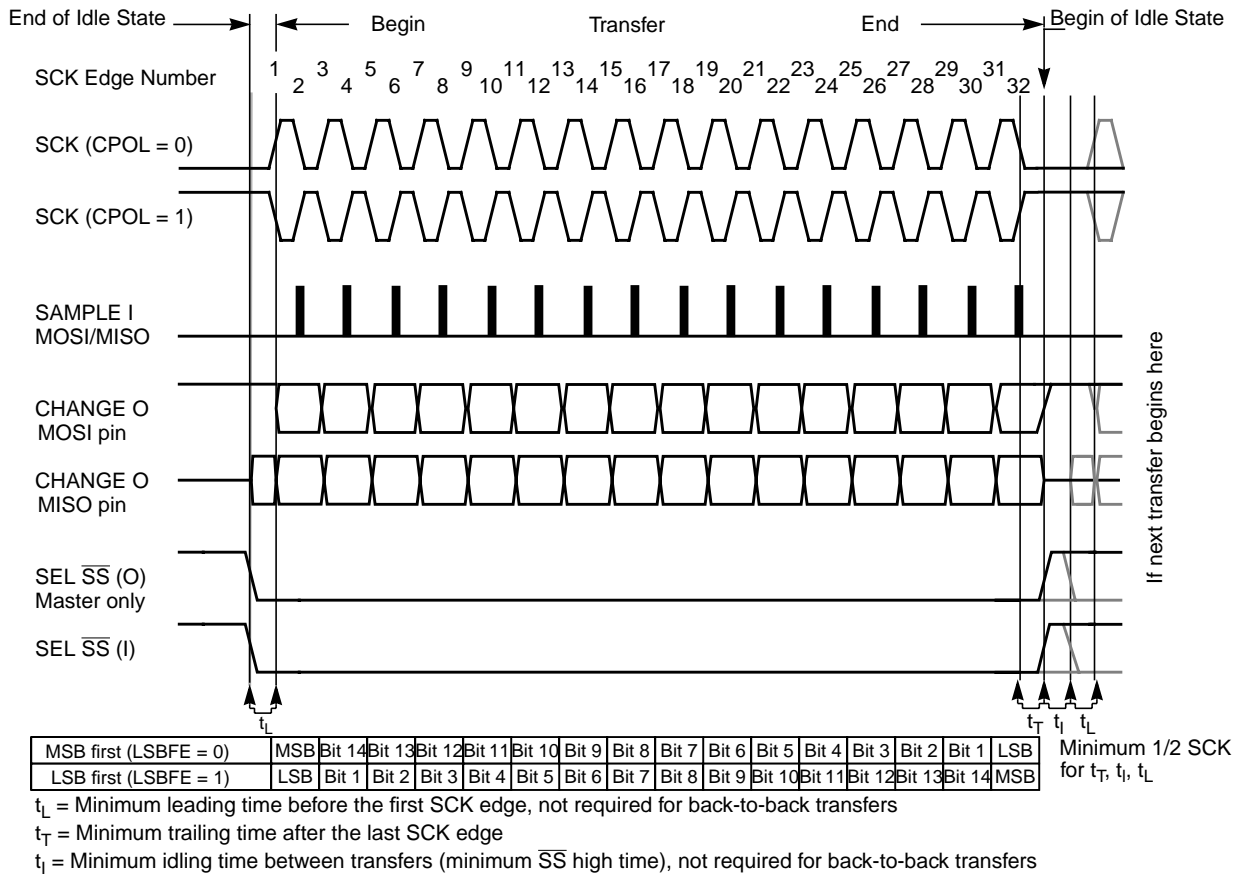 End of Idle State
Begin
Transfer
End
Begin of Idle State
SCK Edge Number
1 3 5 7 9 11 13 15 17 19 21 23 25 27 29 31
2 4 6 8 10 12 14 16 18 20 22 24 26 28 30 32
SCK (CPOL = 0)
SCK (CPOL = 1)
SAMPLE I
MOSI/MISO
CHANGE O
MOSI pin
CHANGE O
MISO pin
SEL S̅S̅ (O)
Master only
SEL S̅S̅ (I)
If next transfer begins here
tL
tT tI tL
MSB first (LSBFE = 0) MSB Bit 14 Bit 13 Bit 12 Bit 11 Bit 10 Bit 9 Bit 8 Bit 7 Bit 6 Bit 5 Bit 4 Bit 3 Bit 2 Bit 1 LSB
LSB first (LSBFE = 1) LSB Bit 1 Bit 2 Bit 3 Bit 4 Bit 5 Bit 6 Bit 7 Bit 8 Bit 9 Bit 10 Bit 11 Bit 12 Bit 13 Bit 14 MSB
Minimum 1/2 SCK
for tT, tI, tL
tL = Minimum leading time before the first SCK edge, not required for back-to-back transfers
tT = Minimum trailing time after the last SCK edge
tI = Minimum idling time between transfers (minimum S̅S̅ high time), not required for back-to-back transfers